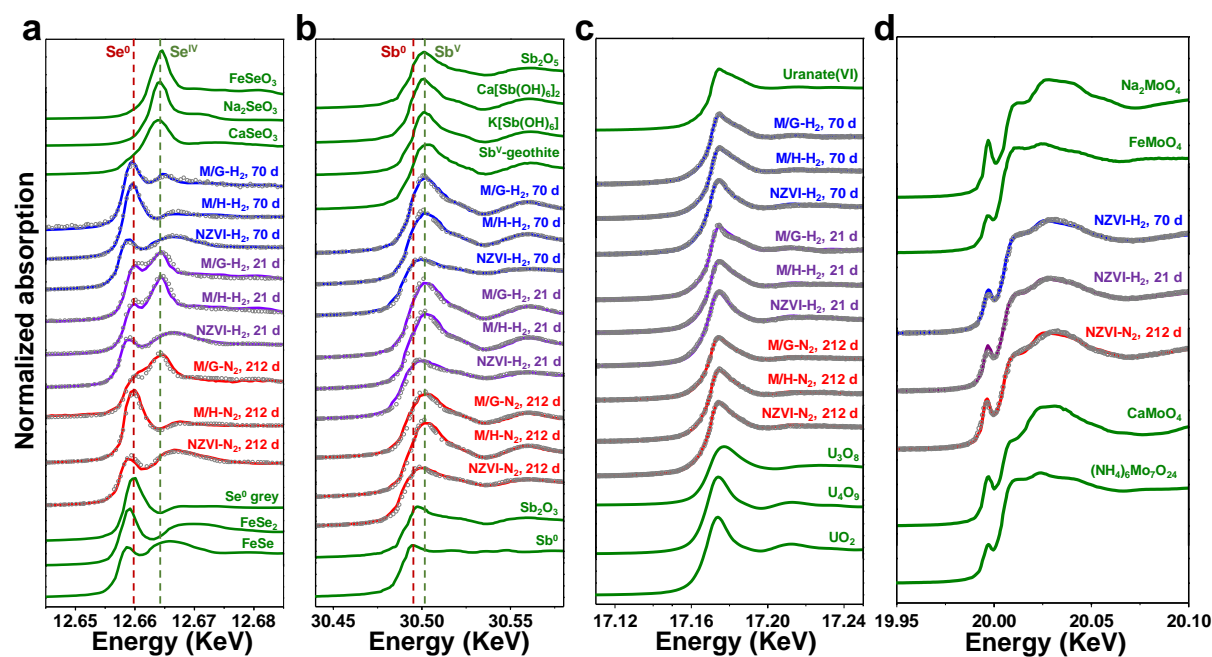 a
Se⁰
Seᴵⱽ
FeSeO₃
Na₂SeO₃
CaSeO₃
M/G-H₂, 70 d
M/H-H₂, 70 d
NZVI-H₂, 70 d
M/G-H₂, 21 d
M/H-H₂, 21 d
NZVI-H₂, 21 d
M/G-N₂, 212 d
M/H-N₂, 212 d
NZVI-N₂, 212 d
Se⁰ grey
FeSe₂
FeSe
Normalized absorption
12.65 12.66 12.67 12.68
Energy (KeV)
b
Sb⁰
Sbⱽ
Sb₂O₅
Ca[Sb(OH)₆]₂
K[Sb(OH)₆]
Sbⱽ-geothite
M/G-H₂, 70 d
M/H-H₂, 70 d
NZVI-H₂, 70 d
M/G-H₂, 21 d
M/H-H₂, 21 d
NZVI-H₂, 21 d
M/G-N₂, 212 d
M/H-N₂, 212 d
NZVI-N₂, 212 d
Sb₂O₃
Sb⁰
30.45 30.50 30.55
Energy (KeV)
c
Uranate(VI)
M/G-H₂, 70 d
M/H-H₂, 70 d
NZVI-H₂, 70 d
M/G-H₂, 21 d
M/H-H₂, 21 d
NZVI-H₂, 21 d
M/G-N₂, 212 d
M/H-N₂, 212 d
NZVI-N₂, 212 d
U₃O₈
U₄O₉
UO₂
17.12 17.16 17.20 17.24
Energy (KeV)
d
Na₂MoO₄
FeMoO₄
NZVI-H₂, 70 d
NZVI-H₂, 21 d
NZVI-N₂, 212 d
CaMoO₄
(NH₄)₆Mo₇O₂₄
19.95 20.00 20.05 20.10
Energy (KeV)